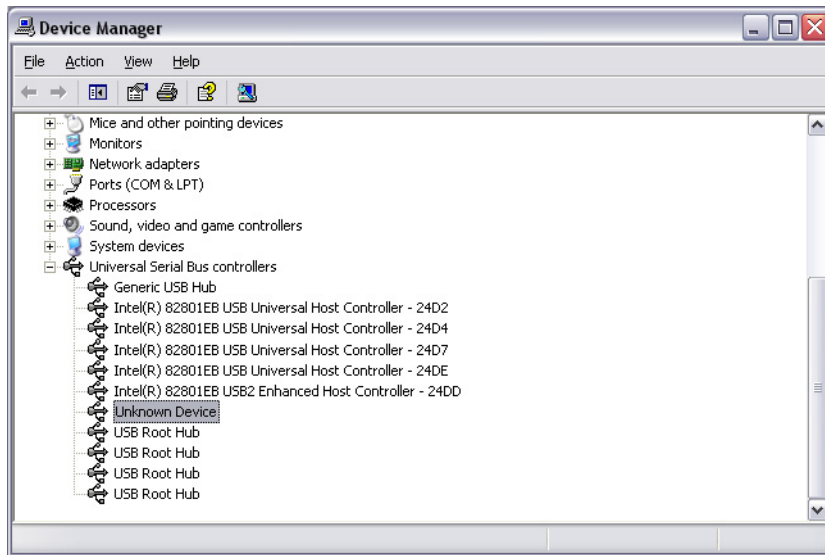 Device Manager
File Action View Help
Mice and other pointing devices
Monitors
Network adapters
Ports (COM & LPT)
Processors
Sound, video and game controllers
System devices
Universal Serial Bus controllers
Generic USB Hub
Intel(R) 82801EB USB Universal Host Controller - 24D2
Intel(R) 82801EB USB Universal Host Controller - 24D4
Intel(R) 82801EB USB Universal Host Controller - 24D7
Intel(R) 82801EB USB Universal Host Controller - 24DE
Intel(R) 82801EB USB2 Enhanced Host Controller - 24DD
Unknown Device
USB Root Hub
USB Root Hub
USB Root Hub
USB Root Hub